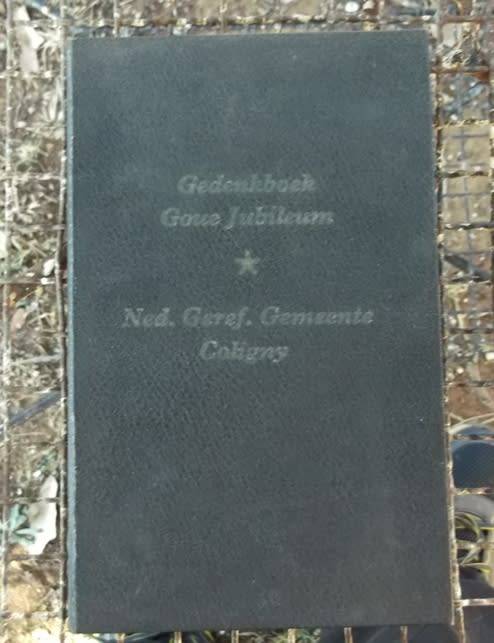 Gedenkboek
Goue Jubileum
Ned. Geref. Gemeente
Coligny